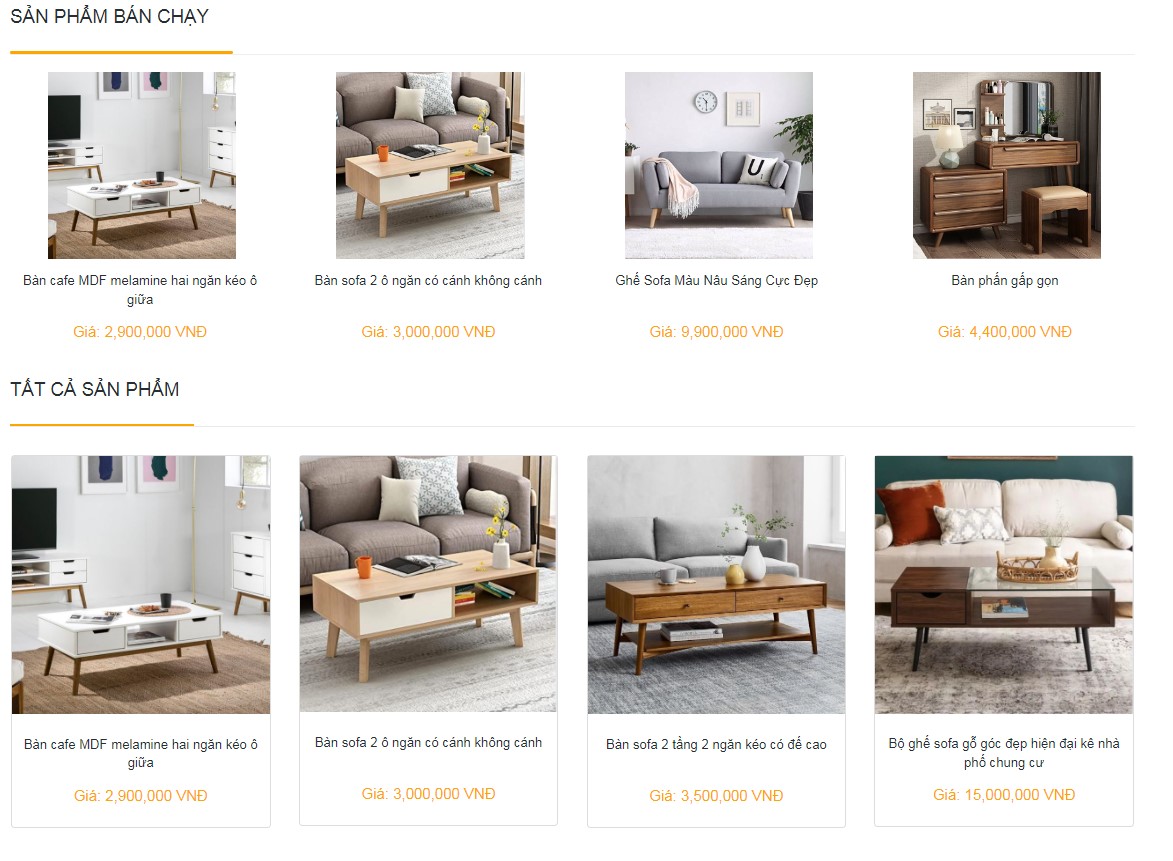 SẢN PHẨM BÁN CHẠY
U
Bàn cafe MDF melamine hai ngăn kéo ô
giữa
Giá: 2,900,000 VNĐ
Bàn sofa 2 ô ngăn có cánh không cánh
Giá: 3,000,000 VNĐ
Ghế Sofa Màu Nâu Sáng Cực Đẹp
Giá: 9,900,000 VNĐ
Bàn phấn gấp gọn
Giá: 4,400,000 VNĐ
TẤT CẢ SẢN PHẨM
Bàn cafe MDF melamine hai ngăn kéo ô
giữa
Giá: 2,900,000 VNĐ
Bàn sofa 2 ô ngăn có cánh không cánh
Giá: 3,000,000 VNĐ
Bàn sofa 2 tầng 2 ngăn kéo có đế cao
Giá: 3,500,000 VNĐ
Bộ ghế sofa gỗ góc đẹp hiện đại kê nhà
phố chung cư
Giá: 15,000,000 VNĐ